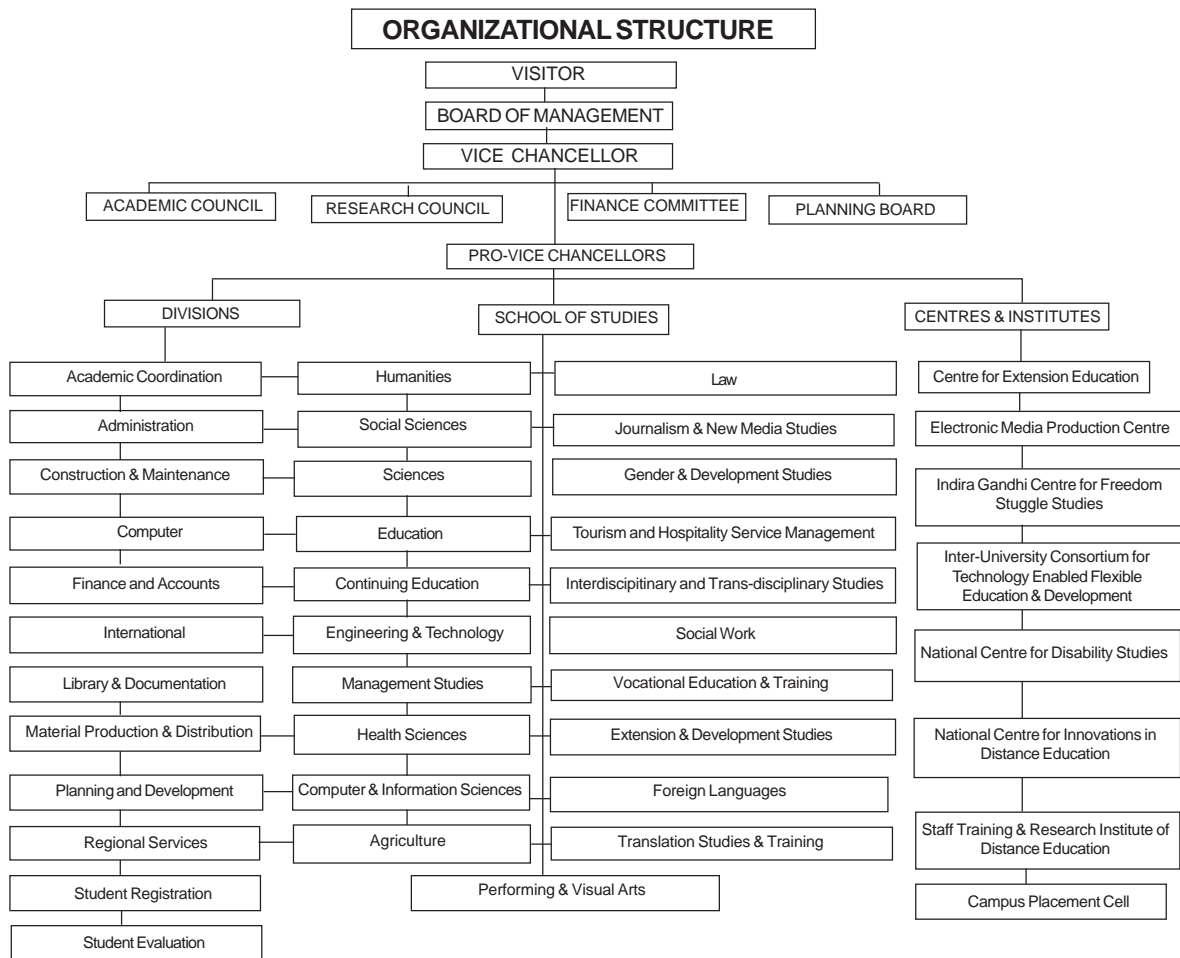 ORGANIZATIONAL STRUCTURE
VISITOR
BOARD OF MANAGEMENT
VICE CHANCELLOR
ACADEMIC COUNCIL
RESEARCH COUNCIL
FINANCE COMMITTEE
PLANNING BOARD
PRO-VICE CHANCELLORS
DIVISIONS
SCHOOL OF STUDIES
CENTRES & INSTITUTES
Academic Coordination
Administration
Construction & Maintenance
Computer
Finance and Accounts
International
Library & Documentation
Material Production & Distribution
Planning and Development
Regional Services
Student Registration
Student Evaluation
Humanities
Social Sciences
Sciences
Education
Continuing Education
Engineering & Technology
Management Studies
Health Sciences
Computer & Information Sciences
Agriculture
Law
Journalism & New Media Studies
Gender & Development Studies
Tourism and Hospitality Service Management
Interdiscipitinary and Trans-disciplinary Studies
Social Work
Vocational Education & Training
Extension & Development Studies
Foreign Languages
Translation Studies & Training
Performing & Visual Arts
Centre for Extension Education
Electronic Media Production Centre
Indira Gandhi Centre for Freedom
Stuggle Studies
Inter-University Consortium for
Technology Enabled Flexible
Education & Development
National Centre for Disability Studies
National Centre for Innovations in
Distance Education
Staff Training & Research Institute of
Distance Education
Campus Placement Cell